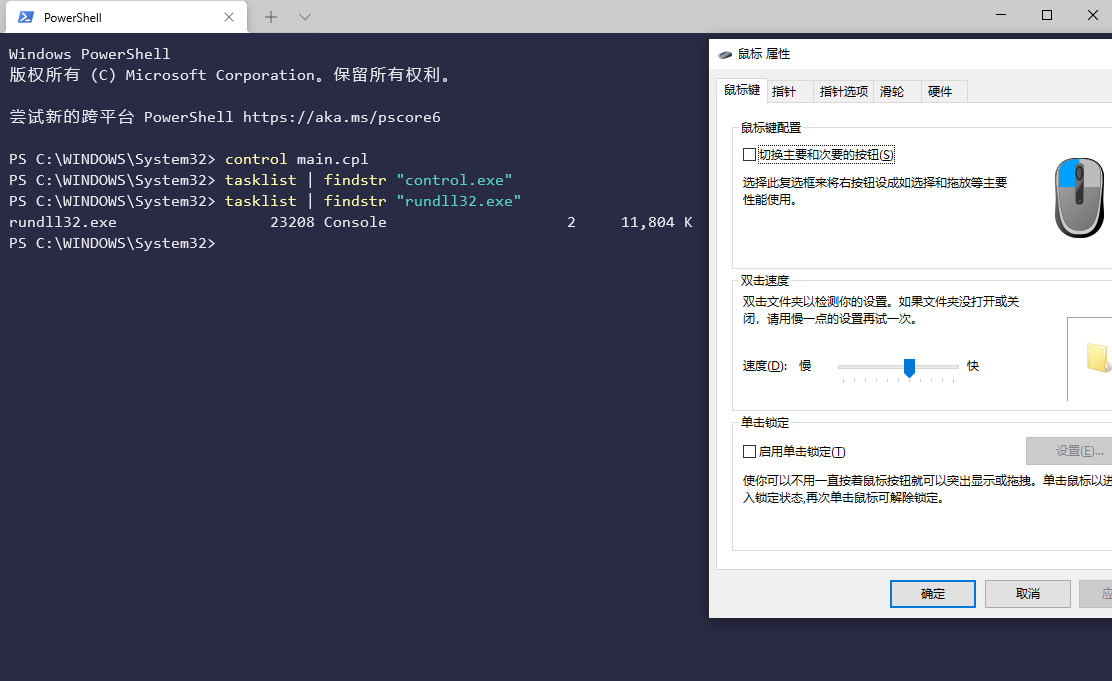 PowerShell
Windows PowerShell
版权所有 (C) Microsoft Corporation。保留所有权利。
尝试新的跨平台 PowerShell https://aka.ms/pscore6
PS C:\WINDOWS\System32> control main.cpl
PS C:\WINDOWS\System32> tasklist | findstr "control.exe"
PS C:\WINDOWS\System32> tasklist | findstr "rundll32.exe"
rundll32.exe 23208 Console 2 11,804 K
PS C:\WINDOWS\System32>
鼠标 属性
鼠标键 指针 指针选项 滑轮 硬件
鼠标键配置
切换主要和次要的按钮(S)
选择此复选框来将右按钮设成如选择和拖放等主要
性能使用。
双击速度
双击文件夹以检测你的设置。如果文件夹没打开或关
闭，请用慢一点的设置再试一次。
速度(D): 慢 快
单击锁定
启用单击锁定(T) 设置(E)...
使你可以不用一直按着鼠标按钮就可以突出显示或拖拽。单击鼠标以进
入锁定状态,再次单击鼠标可解除锁定。
确定 取消 应